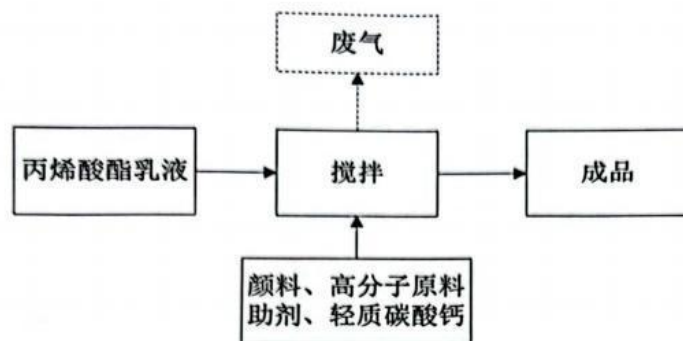 废气
丙烯酸酯乳液
搅拌
成品
颜料、高分子原料
助剂、轻质碳酸钙